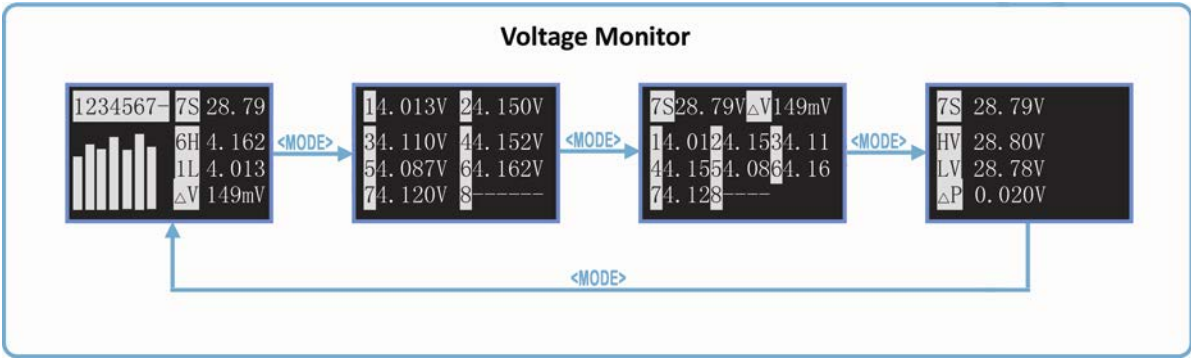 Voltage Monitor
1234567- 7S 28.79
6H 4.162
1L 4.013
△V 149mV
<MODE>
14.013V 24.150V
34.110V 44.152V
54.087V 64.162V
74.120V 8------
<MODE>
7S28.79V△V149mV
14.0124.1534.11
44.1554.0864.16
74.128----
<MODE>
7S 28.79V
HV 28.80V
LV 28.78V
△P 0.020V
<MODE>